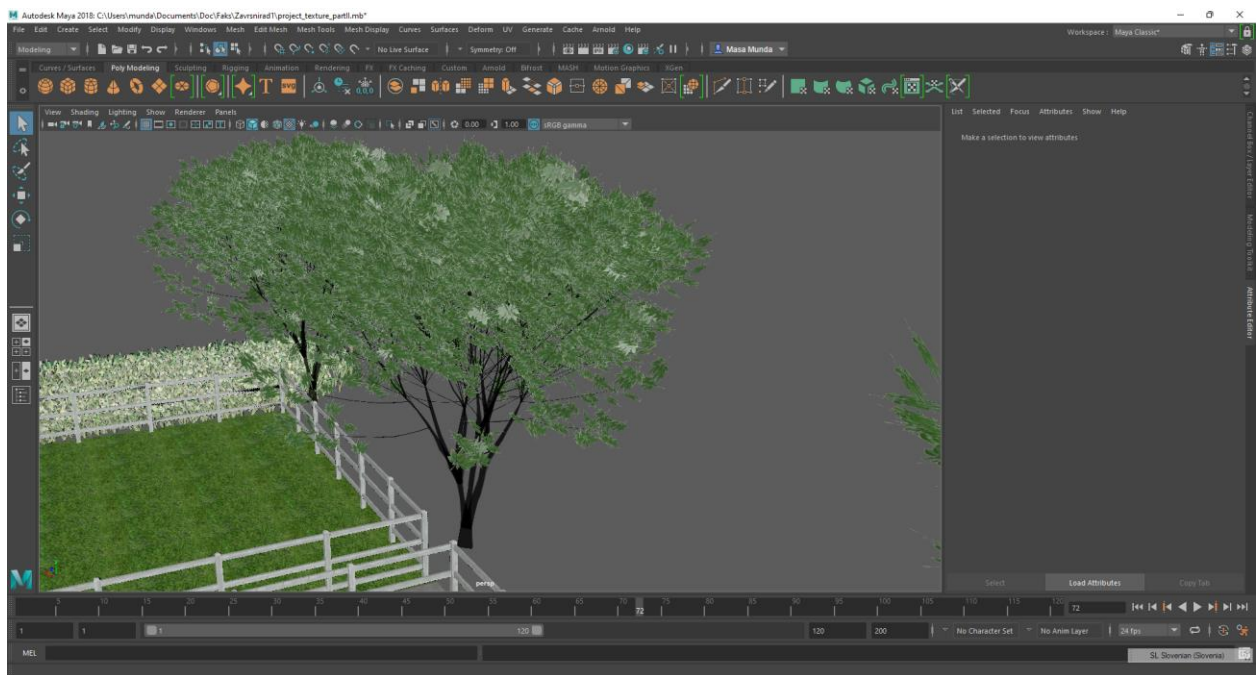 Autodesk Maya 2018: C:\Users\munda\Documents\Doc\Faks\Zavrsnirad1\project_texture_partII.mb*
File Edit Create Select Modify Display Windows Mesh Edit Mesh Mesh Tools Mesh Display Curves Surfaces Deform UV Generate Cache Arnold Help Workspace: Maya Classic*
Modeling No Live Surface Symmetry: Off Masa Munda
Curves / Surfaces Poly Modeling Sculpting Rigging Animation Rendering FX FX Caching Custom Arnold Bifrost MASH Motion Graphics XGen
T SVG
View Shading Lighting Show Renderer Panels
0.00 1.00 sRGB gamma
List Selected Focus Attributes Show Help
Make a selection to view attributes
Channel Box / Layer Editor
Modeling Toolkit
Attribute Editor
persp
Select Load Attributes Copy Tab
5 10 15 20 25 30 35 40 45 50 55 60 65 70 72 75 80 85 90 95 100 105 110 115 120 72
1 1 1 120 120 200 No Character Set No Anim Layer 24 fps
MEL
SL Slovenian (Slovenia)